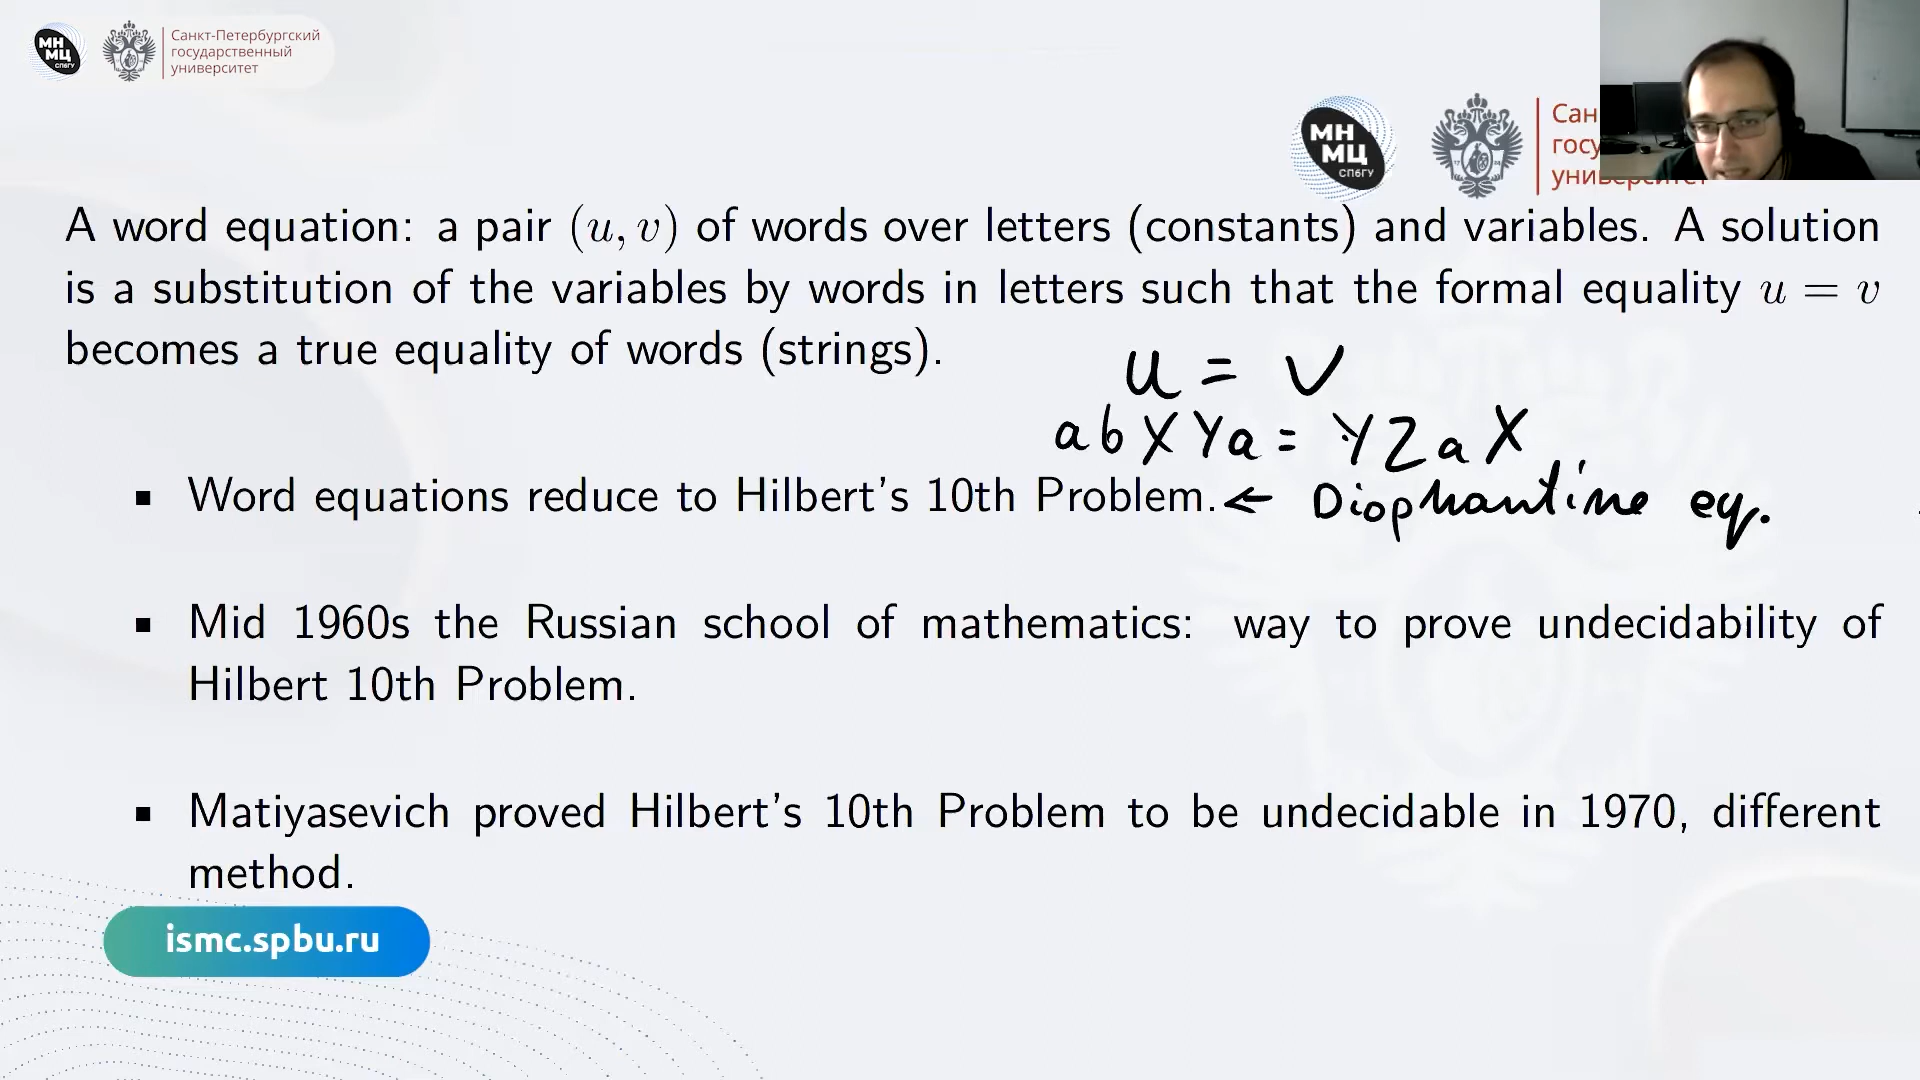 МН
МЦ
СПбГУ
Санкт-Петербургский
государственный
университет
МН
МЦ
СПбГУ
Сан
госу
университет
A word equation: a pair (u, v) of words over letters (constants) and variables. A solution
is a substitution of the variables by words in letters such that the formal equality u = v
becomes a true equality of words (strings).
u = v
abXYa = YZaX
▪ Word equations reduce to Hilbert's 10th Problem. ← Diophantine eq.
▪ Mid 1960s the Russian school of mathematics: way to prove undecidability of
Hilbert 10th Problem.
▪ Matiyasevich proved Hilbert's 10th Problem to be undecidable in 1970, different
method.
ismc.spbu.ru